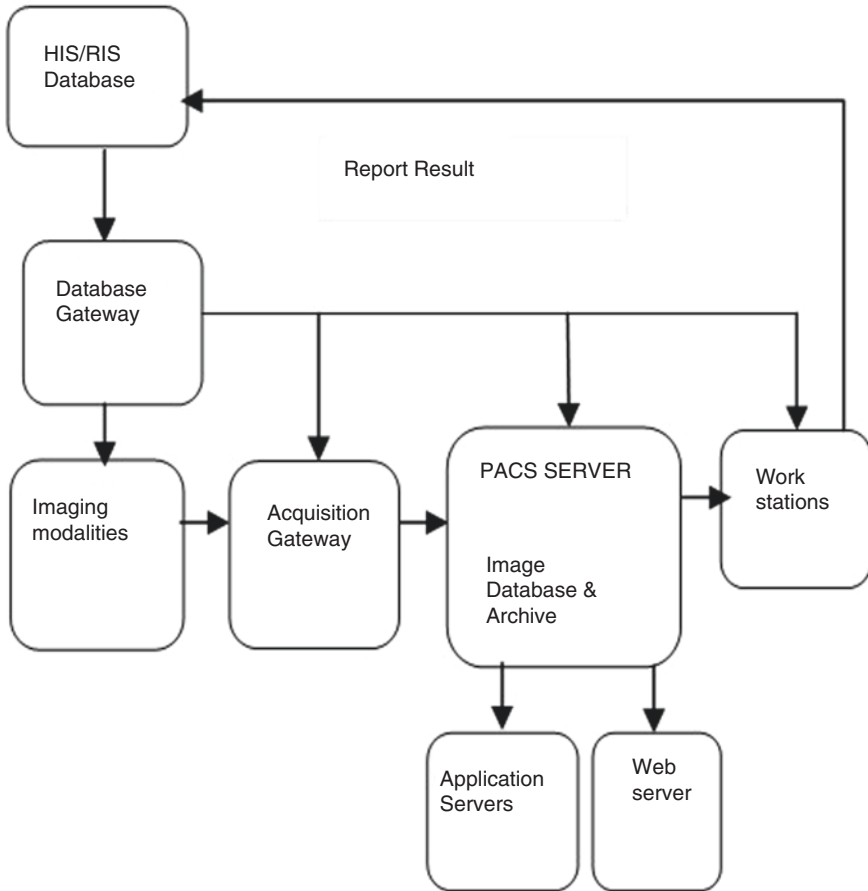 HIS/RIS
Database
Report Result
Database
Gateway
Imaging
modalities
Acquisition
Gateway
PACS SERVER
Image
Database &
Archive
Work
stations
Application
Servers
Web
server